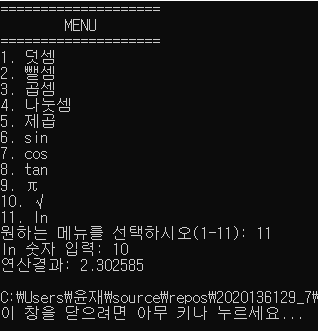 ====================
MENU
====================
1. 덧셈
2. 뺄셈
3. 곱셈
4. 나눗셈
5. 제곱
6. sin
7. cos
8. tan
9. π
10. √
11. ln
원하는 메뉴를 선택하시오(1-11): 11
ln 숫자 입력: 10
연산결과: 2.302585
C:₩Users₩윤재₩source₩repos₩2020136129_7₩
이 창을 닫으려면 아무 키나 누르세요...